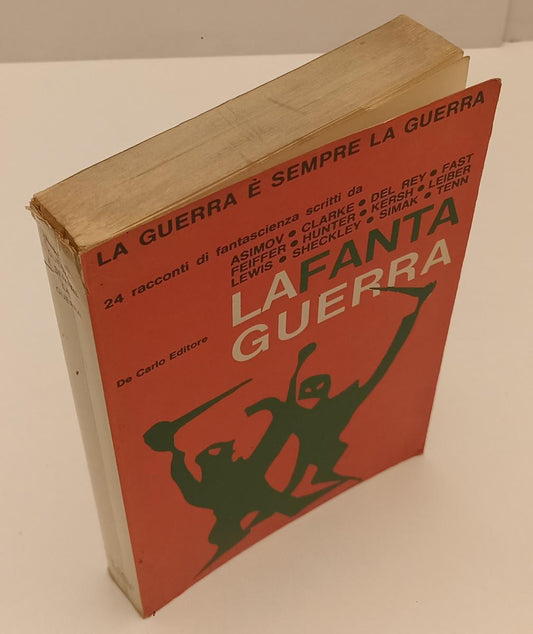 LA GUERRA È SEMPRE LA GUERRA
24 racconti di fantascienza scritti da
ASIMOV • CLARKE • DEL REY • FAST
FEIFFER • HUNTER • KERSH • LEIBER
LEWIS • SHECKLEY • SIMAK • TENN
LAFANTA
GUERRA
De Carlo Editore
GUERRA